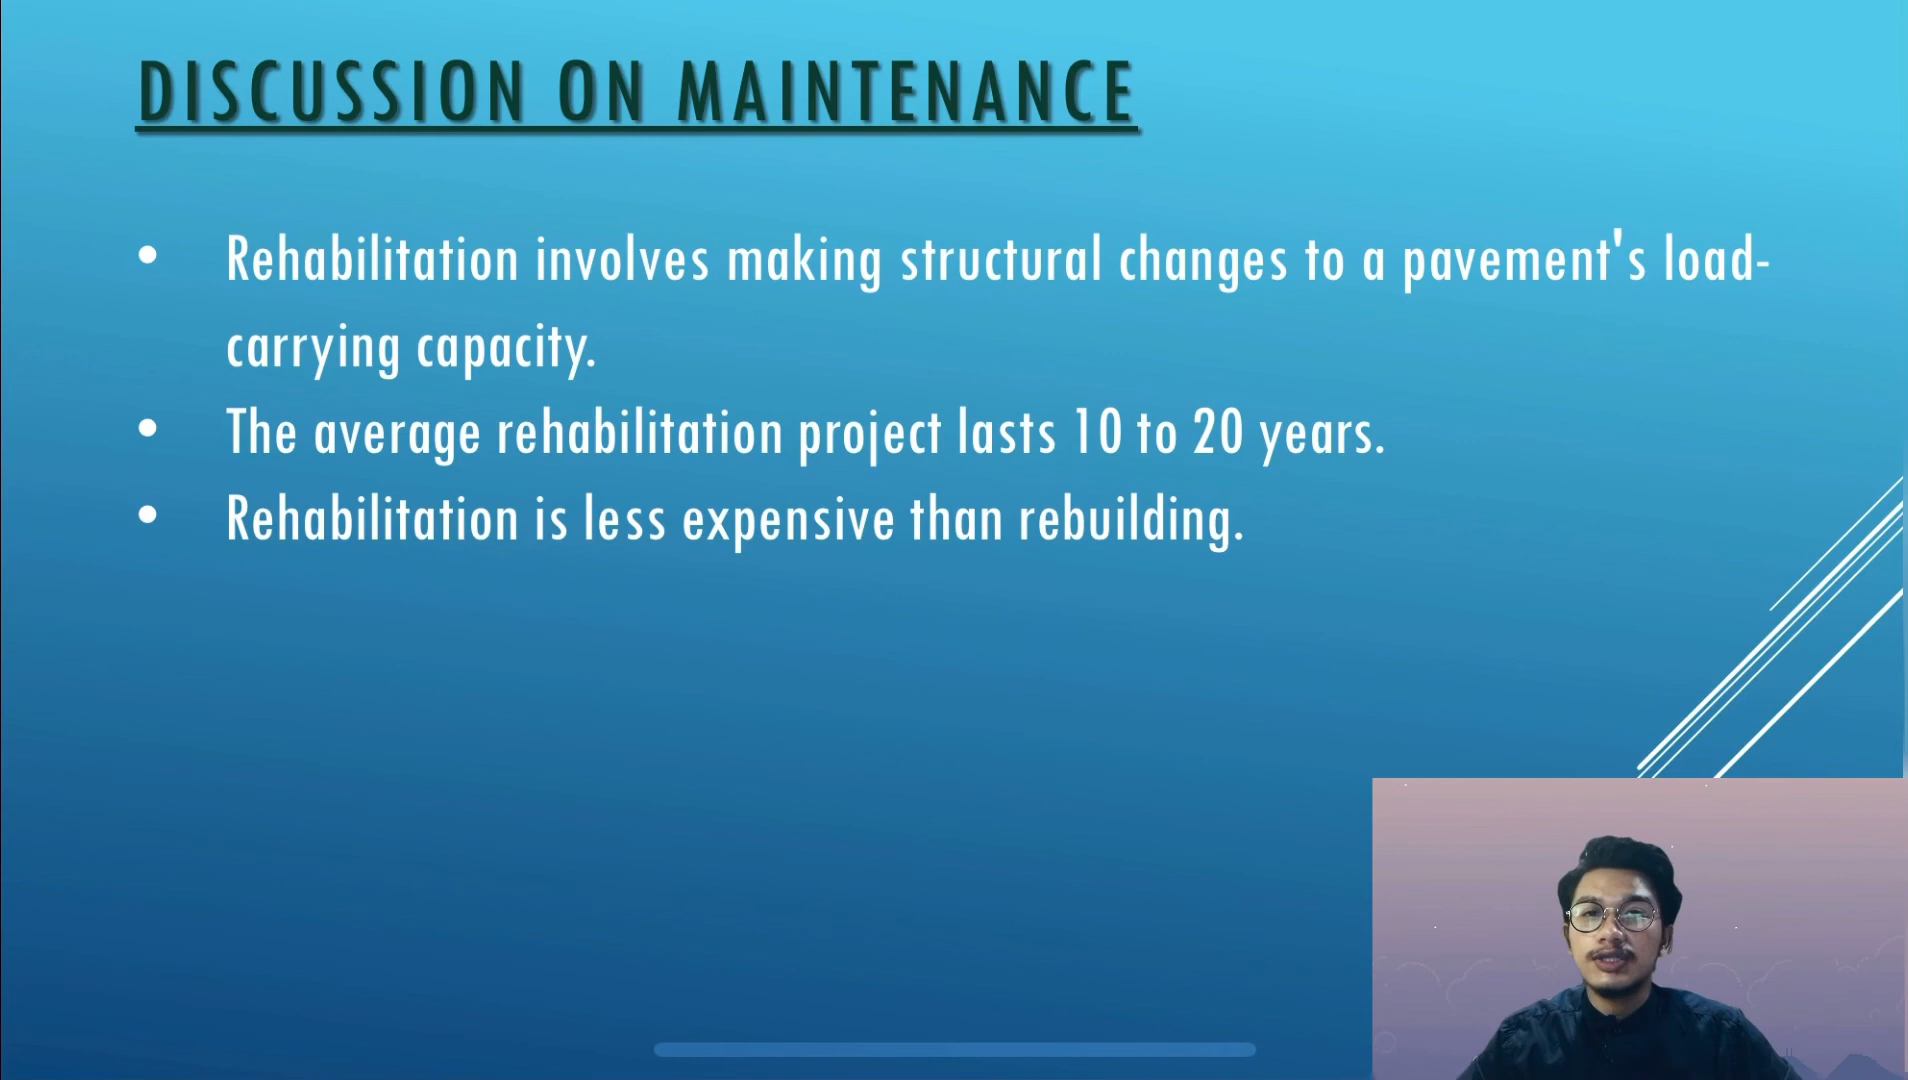 DISCUSSION ON MAINTENANCE
• Rehabilitation involves making structural changes to a pavement's load-
carrying capacity.
• The average rehabilitation project lasts 10 to 20 years.
• Rehabilitation is less expensive than rebuilding.